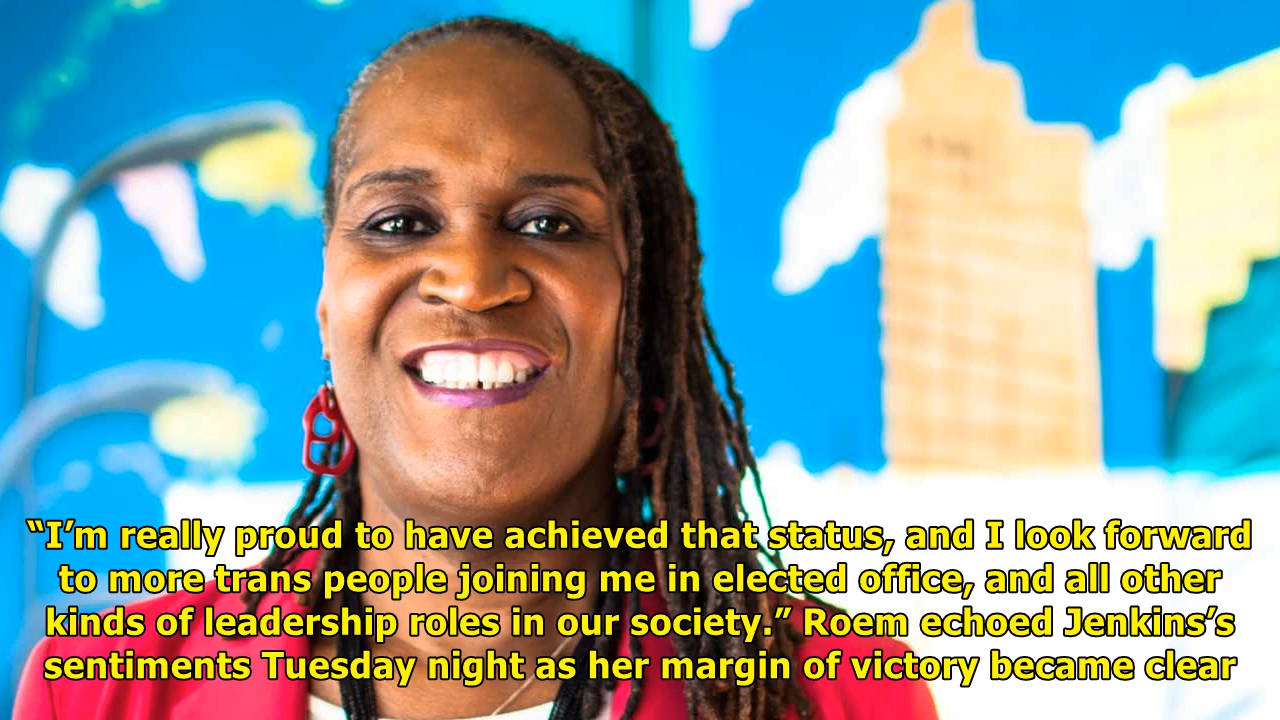 “I’m really proud to have achieved that status, and I look forward
to more trans people joining me in elected office, and all other
kinds of leadership roles in our society.” Roem echoed Jenkins’s
sentiments Tuesday night as her margin of victory became clear